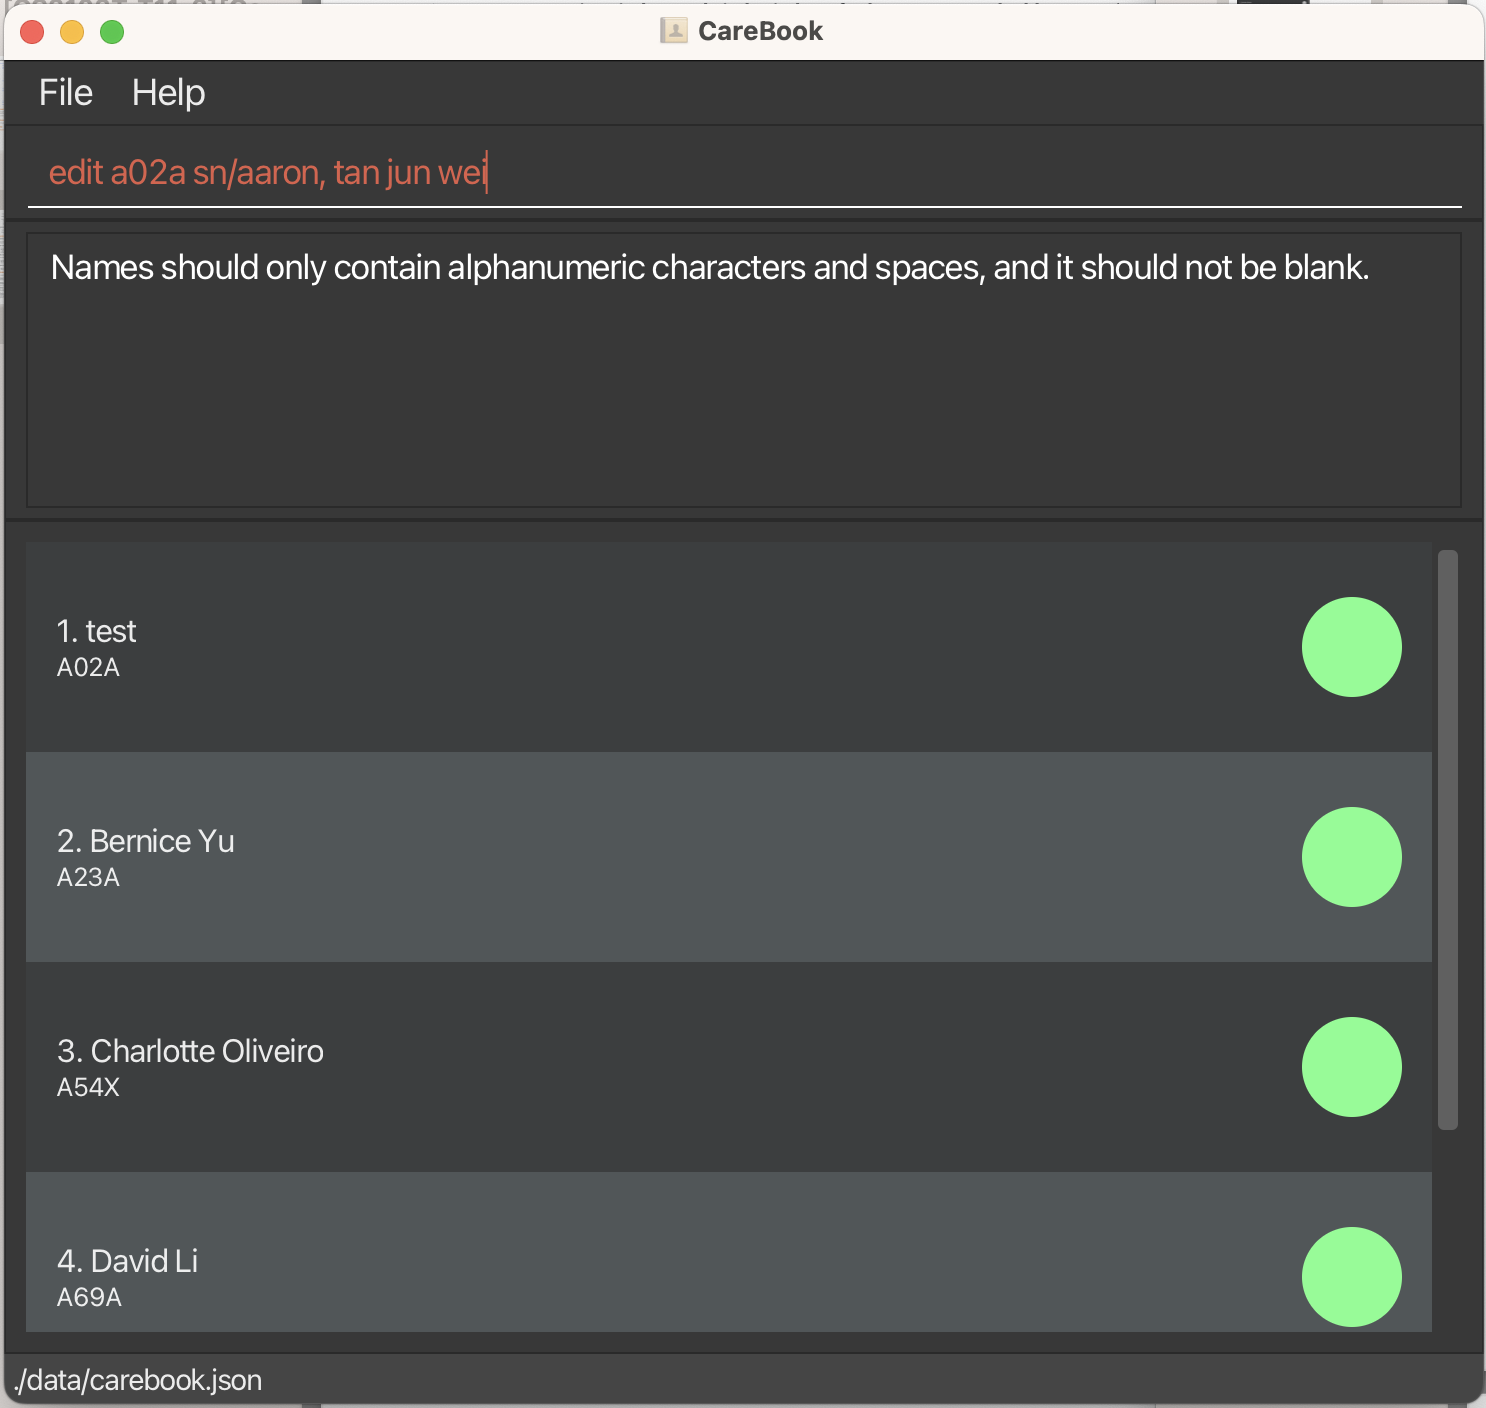 CareBook
File Help
edit a02a sn/aaron, tan jun wei
Names should only contain alphanumeric characters and spaces, and it should not be blank.
1. test
A02A
2. Bernice Yu
A23A
3. Charlotte Oliveiro
A54X
4. David Li
A69A
./data/carebook.json